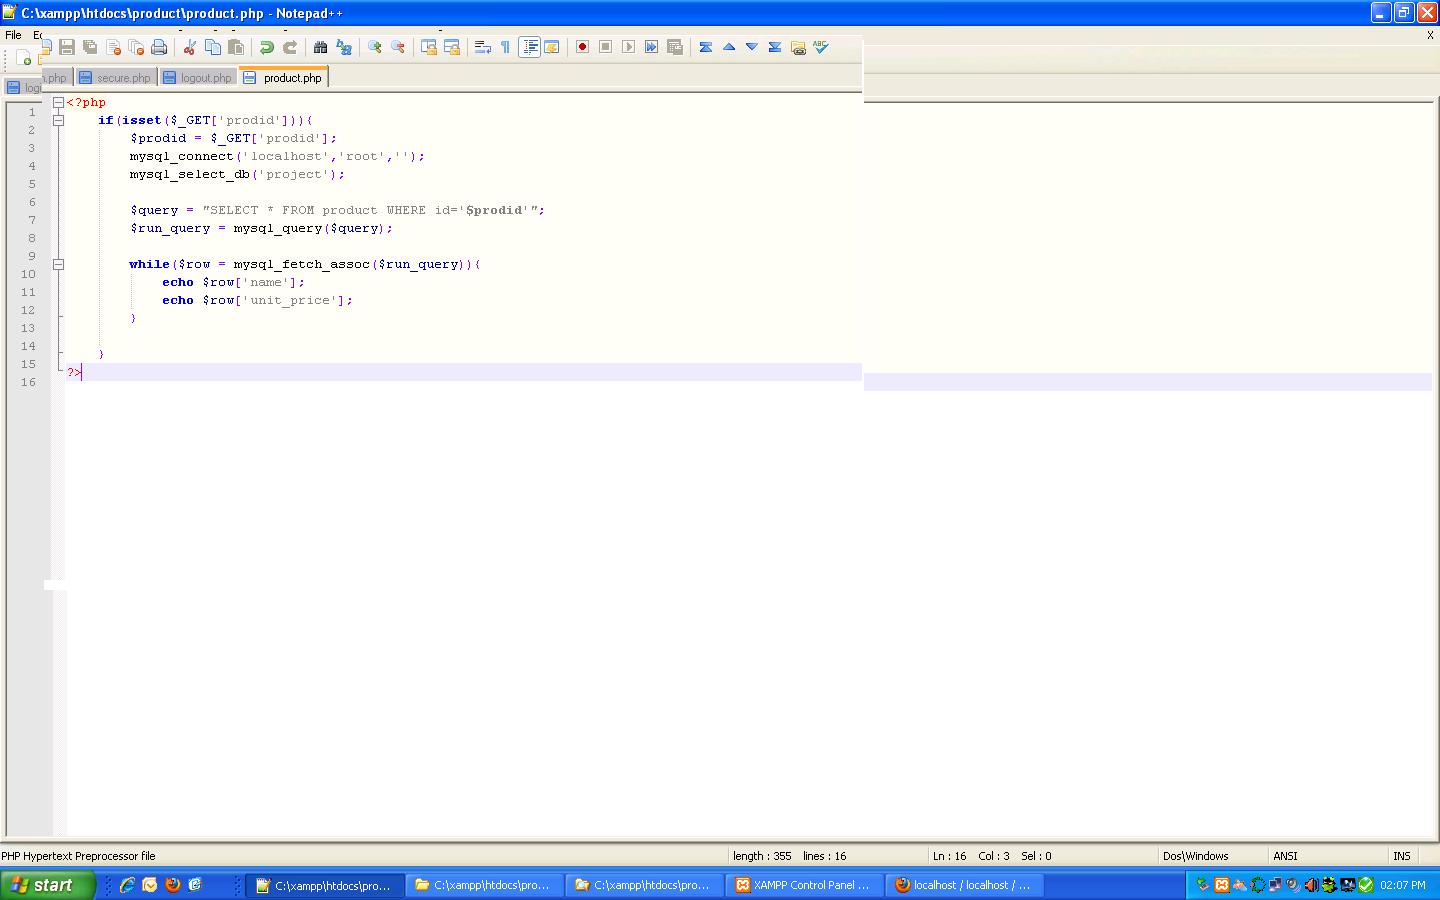 C:\xampp\htdocs\product\product.php - Notepad++
File
X
.php
secure.php
logout.php
product.php
1 <?php
2 if(isset($_GET['prodid'])){
3 $prodid = $_GET['prodid'];
4 mysql_connect('localhost','root','');
5 mysql_select_db('project');
6
7 $query = "SELECT * FROM product WHERE id='$prodid'";
8 $run_query = mysql_query($query);
9
10 while($row = mysql_fetch_assoc($run_query)){
11 echo $row['name'];
12 echo $row['unit_price'];
13 }
14
15 }
16 ?>
PHP Hypertext Preprocessor file
length : 355 lines : 16
Ln : 16 Col : 3 Sel : 0
Dos\Windows
ANSI
INS
start
C:\xampp\htdocs\pro...
C:\xampp\htdocs\pro...
C:\xampp\htdocs\pro...
XAMPP Control Panel ...
localhost / localhost / ...
02:07 PM